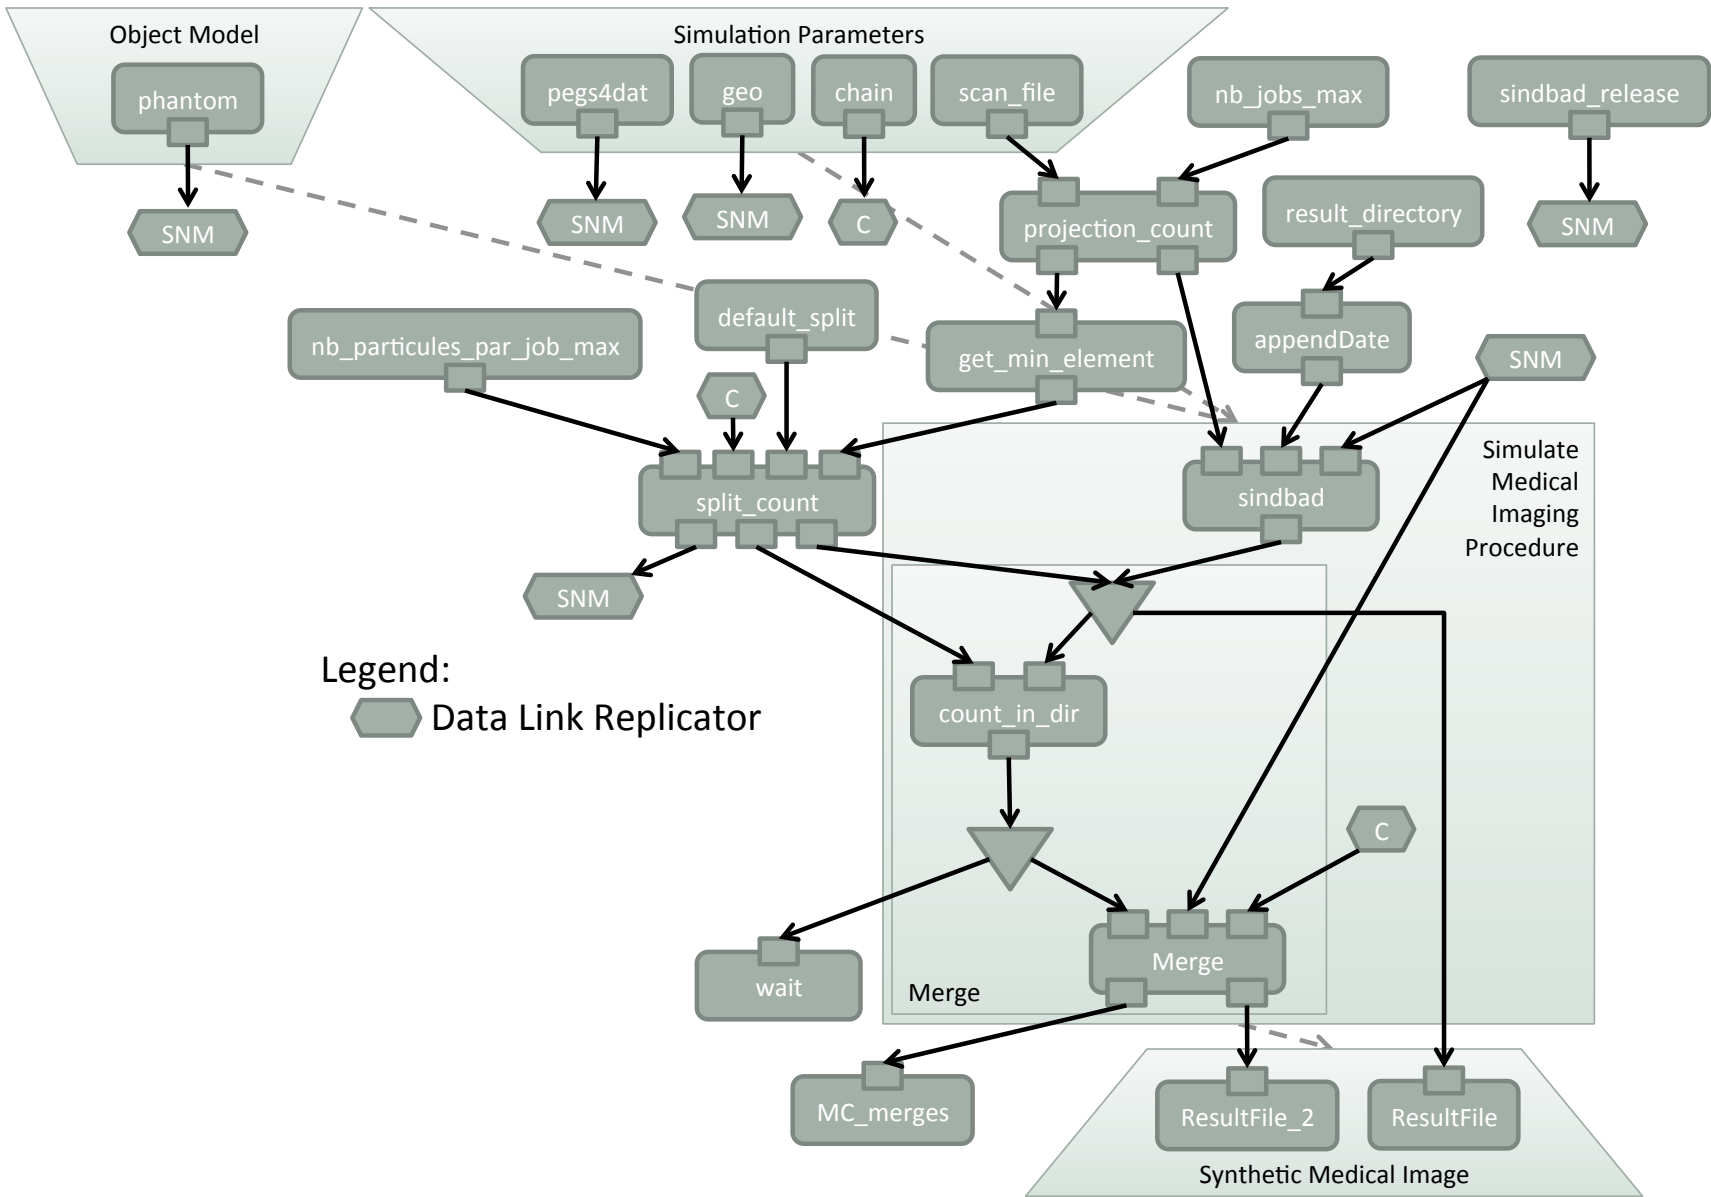 Object Model
Simulation Parameters
phantom
pegs4dat
geo
chain
scan_file
nb_jobs_max
sindbad_release
SNM
SNM
SNM
C
projection_count
result_directory
SNM
nb_particules_par_job_max
default_split
get_min_element
appendDate
SNM
C
split_count
sindbad
Simulate
Medical
Imaging
Procedure
SNM
Legend:
Data Link Replicator
count_in_dir
C
wait
Merge
Merge
MC_merges
ResultFile_2
ResultFile
Synthetic Medical Image